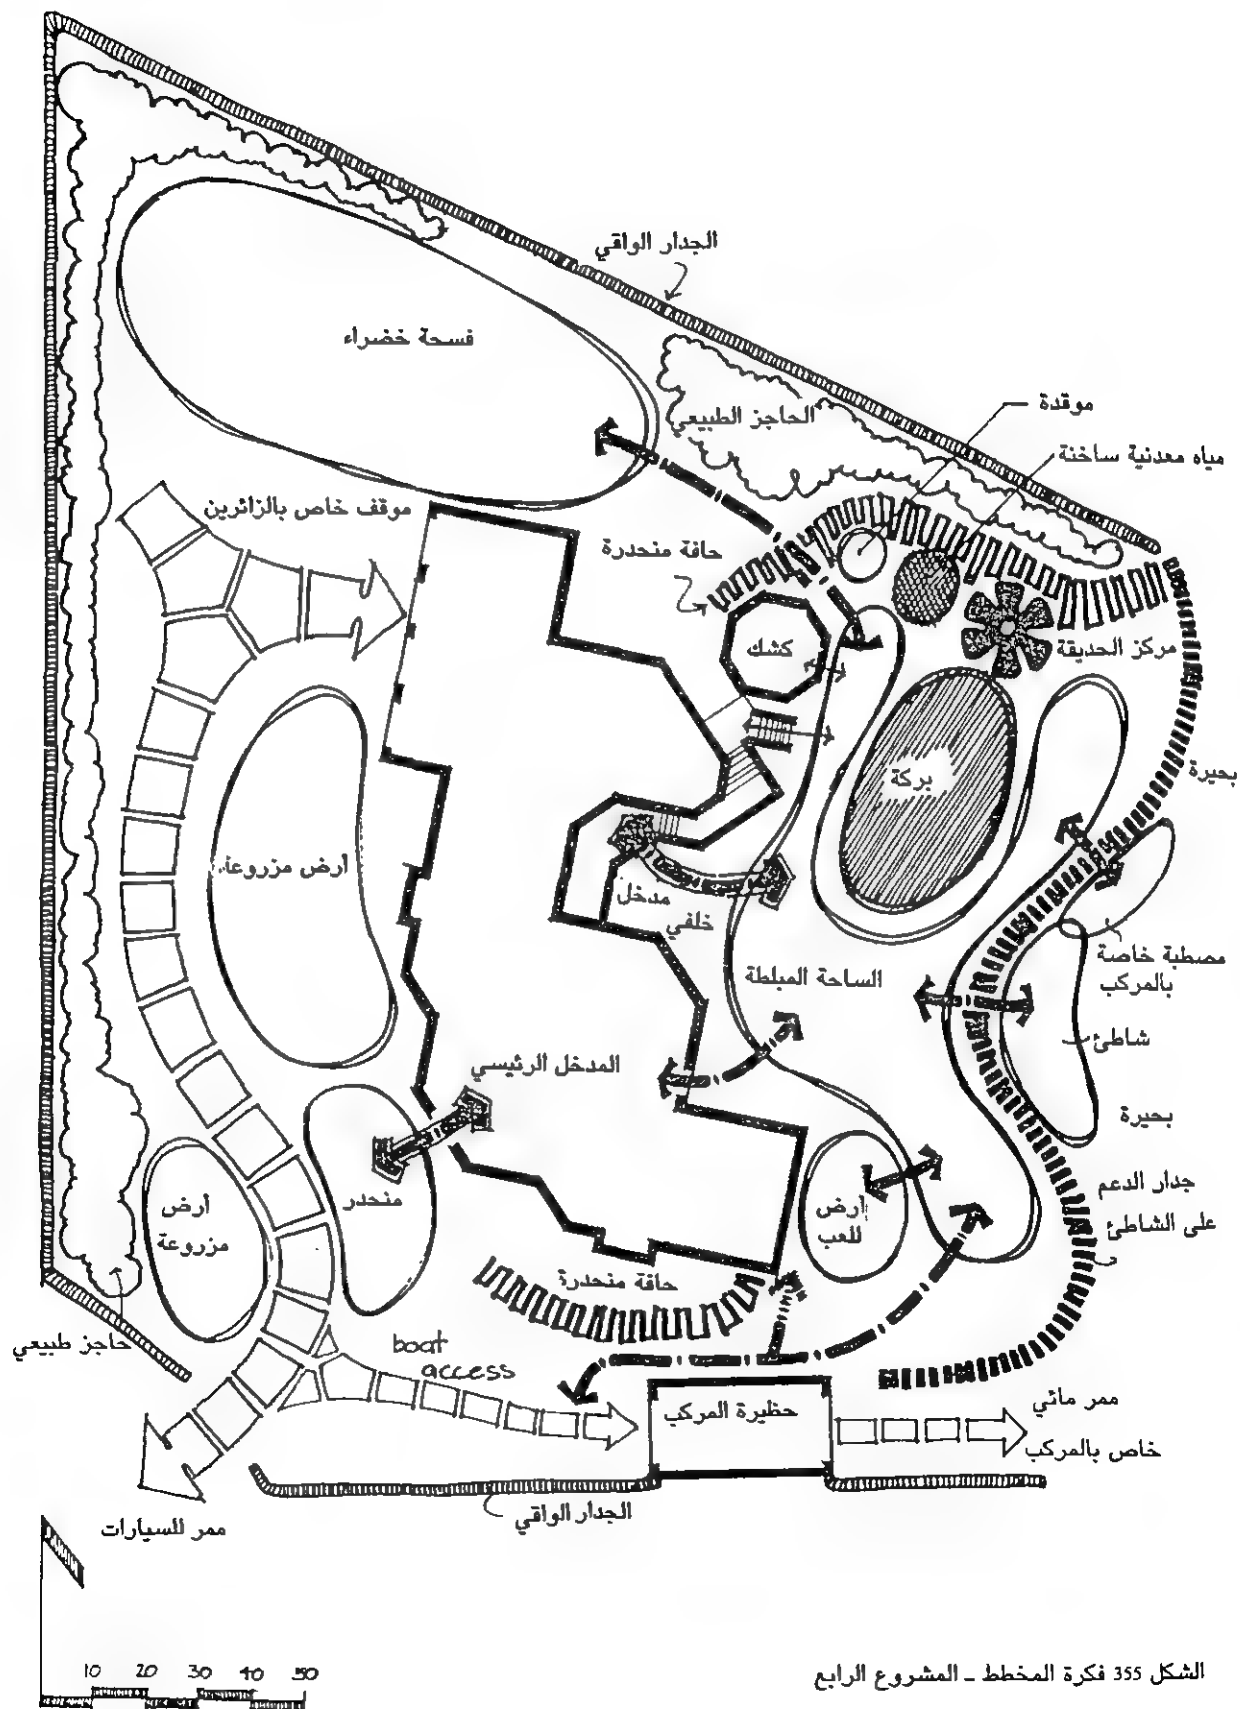 الجدار الواقي
فسحة خضراء
موقدة
الحاجز الطبيعي
مياه معدنية ساخنة
موقف خاص بالزائرين
حافة منحدرة
كشك
مركز الحديقة
بحيرة
بركة
أرض مزروعة
مدخل
خلفي
مصطبة خاصة
بالمركب
الساحة المبلطة
شاطئ
المدخل الرئيسي
بحيرة
جدار الدعم
على الشاطئ
منحدر
أرض
مزروعة
أرض
للعب
حافة منحدرة
حاجز طبيعي
boat
access
حظيرة المركب
ممر مائي
خاص بالمركب
الجدار الواقي
ممر للسيارات
10 20 30 40 50
الشكل 355 فكرة المخطط ـ المشروع الرابع